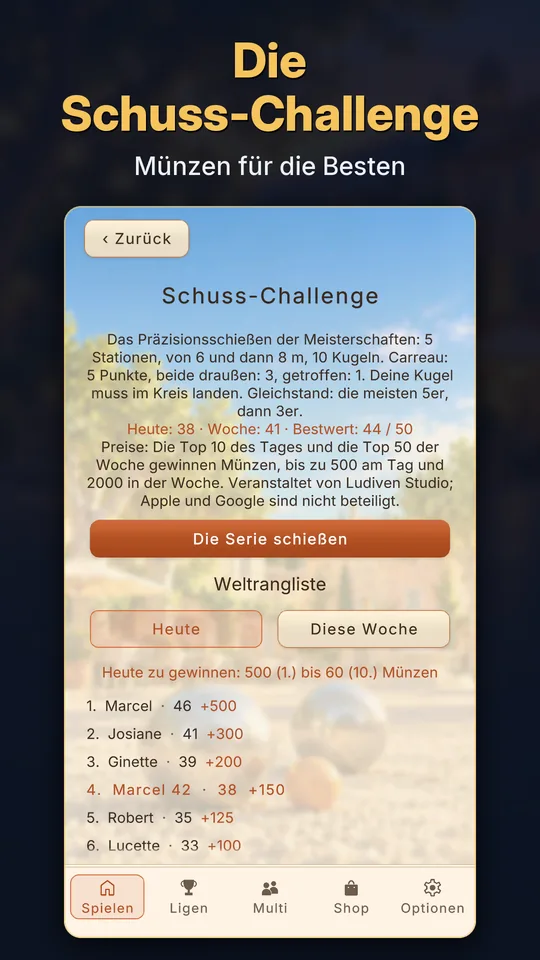 Die
Schuss-Challenge
Münzen für die Besten
‹ Zurück
Schuss-Challenge
Das Präzisionsschießen der Meisterschaften: 5
Stationen, von 6 und dann 8 m, 10 Kugeln. Carreau:
5 Punkte, beide draußen: 3, getroffen: 1. Deine Kugel
muss im Kreis landen. Gleichstand: die meisten 5er,
dann 3er.
Heute: 38 · Woche: 41 · Bestwert: 44 / 50
Preise: Die Top 10 des Tages und die Top 50 der
Woche gewinnen Münzen, bis zu 500 am Tag und
2000 in der Woche. Veranstaltet von Ludiven Studio;
Apple und Google sind nicht beteiligt.
Die Serie schießen
Weltrangliste
Heute Diese Woche
Heute zu gewinnen: 500 (1.) bis 60 (10.) Münzen
1. Marcel · 46 +500
2. Josiane · 41 +300
3. Ginette · 39 +200
4. Marcel 42 · 38 +150
5. Robert · 35 +125
6. Lucette · 33 +100
Spielen Ligen Multi Shop Optionen